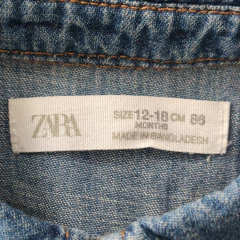 ZARA
SIZE 12-18 CM 86
MONTHS
MADE IN BANGLADESH